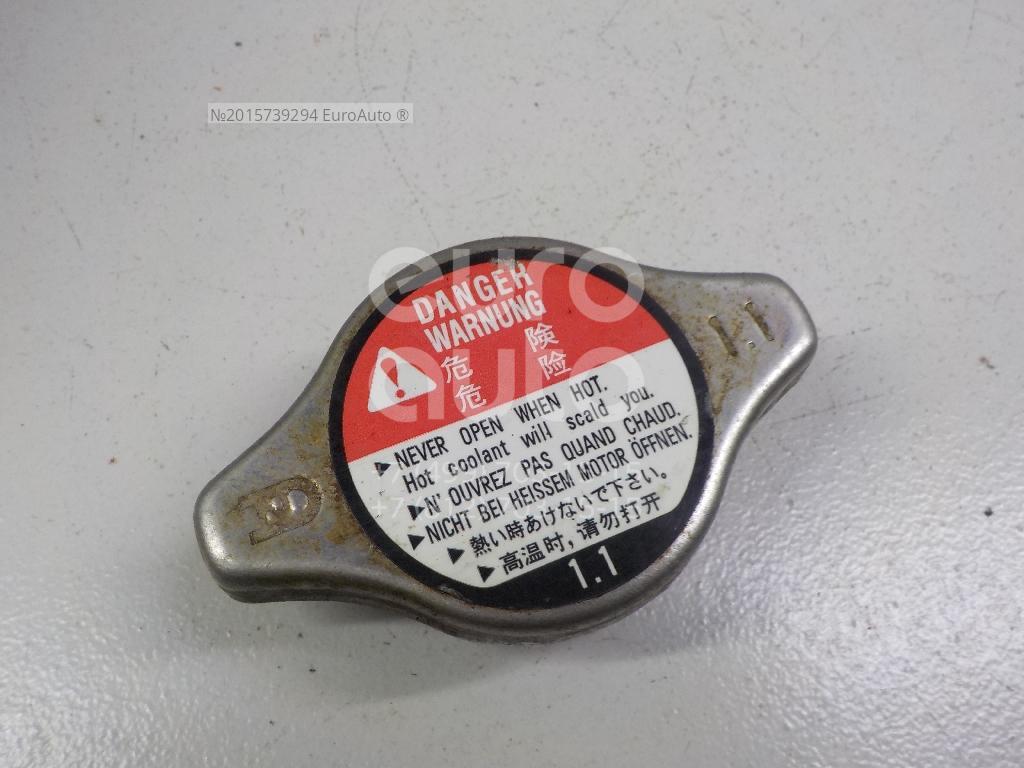 №2015739294 EuroAuto ®
euro
auto
DANGER
WARNUNG
危 険
危 险
1.1
▶NEVER OPEN WHEN HOT.
Hot coolant will scald you.
▶N' OUVREZ PAS QUAND CHAUD.
▶NICHT BEI HEISSEM MOTOR ÖFFNEN.
▶熱い時あけないで下さい。
▶高温时,请勿打开
1.1